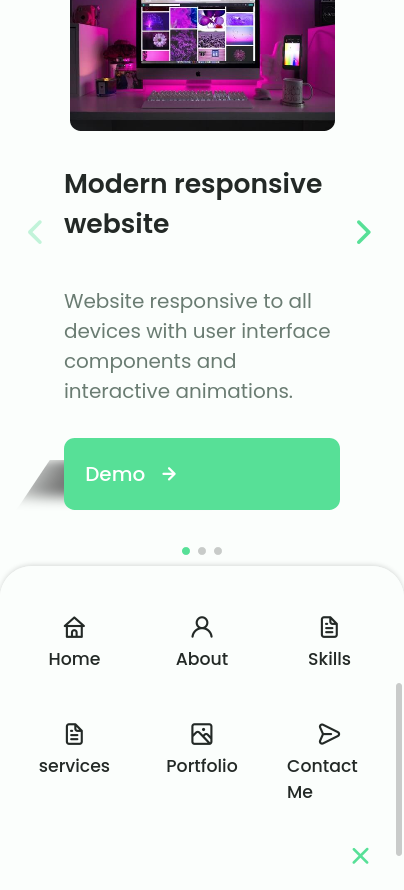 Modern responsive
website
Website responsive to all
devices with user interface
components and
interactive animations.
Demo
Home
About
Skills
services
Portfolio
Contact
Me